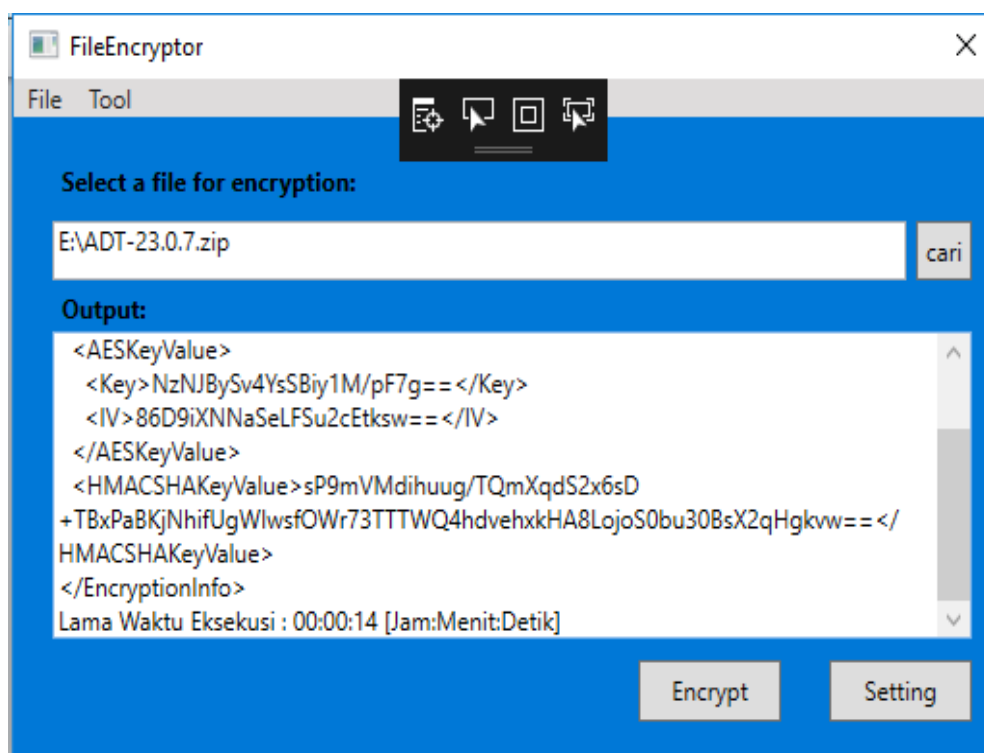 FileEncryptor
File Tool
Select a file for encryption:
E:\ADT-23.0.7.zip
cari
Output:
<AESKeyValue>
<Key>NzNJBySv4YsSBiy1M/pF7g==</Key>
<IV>86D9iXNNaSeLFSu2cEtksw==</IV>
</AESKeyValue>
<HMACSHAKeyValue>sP9mVMdihuug/TQmXqdS2x6sD
+TBxPaBKjNhifUgWIwsfOWr73TTTWQ4hdvehxkHA8LojoS0bu30BsX2qHgkvw==</
HMACSHAKeyValue>
</EncryptionInfo>
Lama Waktu Eksekusi : 00:00:14 [Jam:Menit:Detik]
Encrypt
Setting